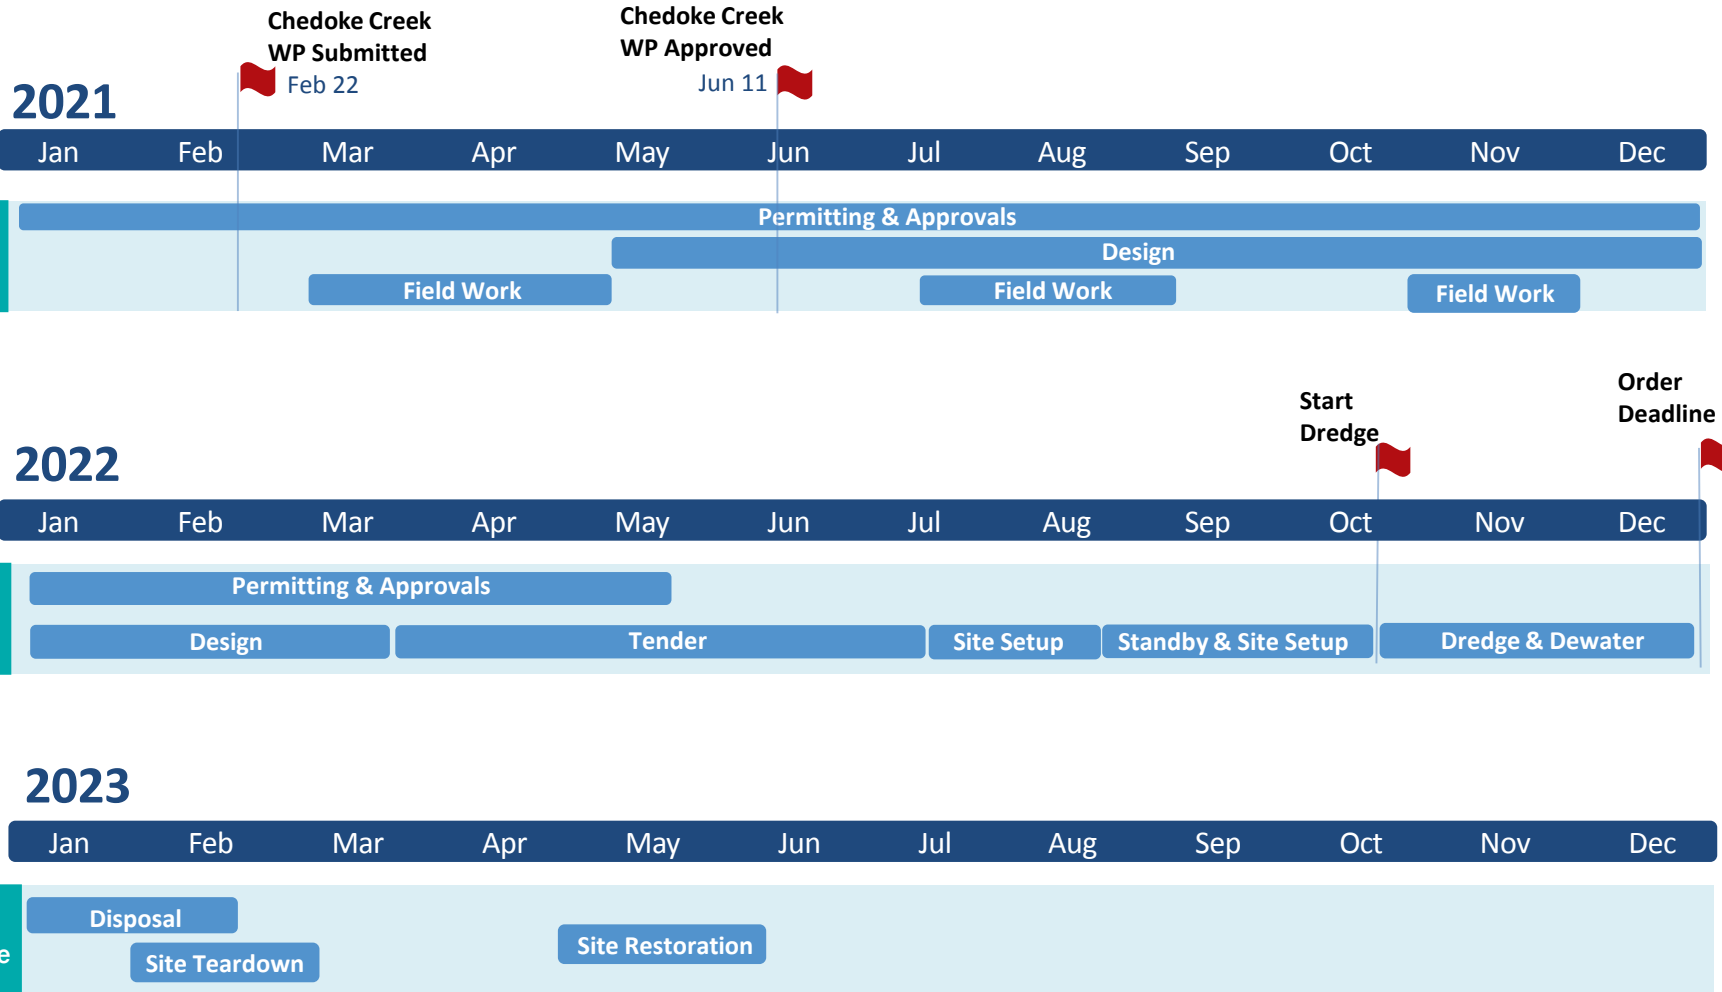 Chedoke Creek
WP Submitted
Feb 22
Chedoke Creek
WP Approved
Jun 11
2021
Jan Feb Mar Apr May Jun Jul Aug Sep Oct Nov Dec
Permitting & Approvals
Design
Field Work Field Work Field Work
Start
Dredge
Order
Deadline
2022
Jan Feb Mar Apr May Jun Jul Aug Sep Oct Nov Dec
Permitting & Approvals
Design Tender Site Setup Standby & Site Setup Dredge & Dewater
2023
Jan Feb Mar Apr May Jun Jul Aug Sep Oct Nov Dec
Disposal
Site Restoration
Site Teardown